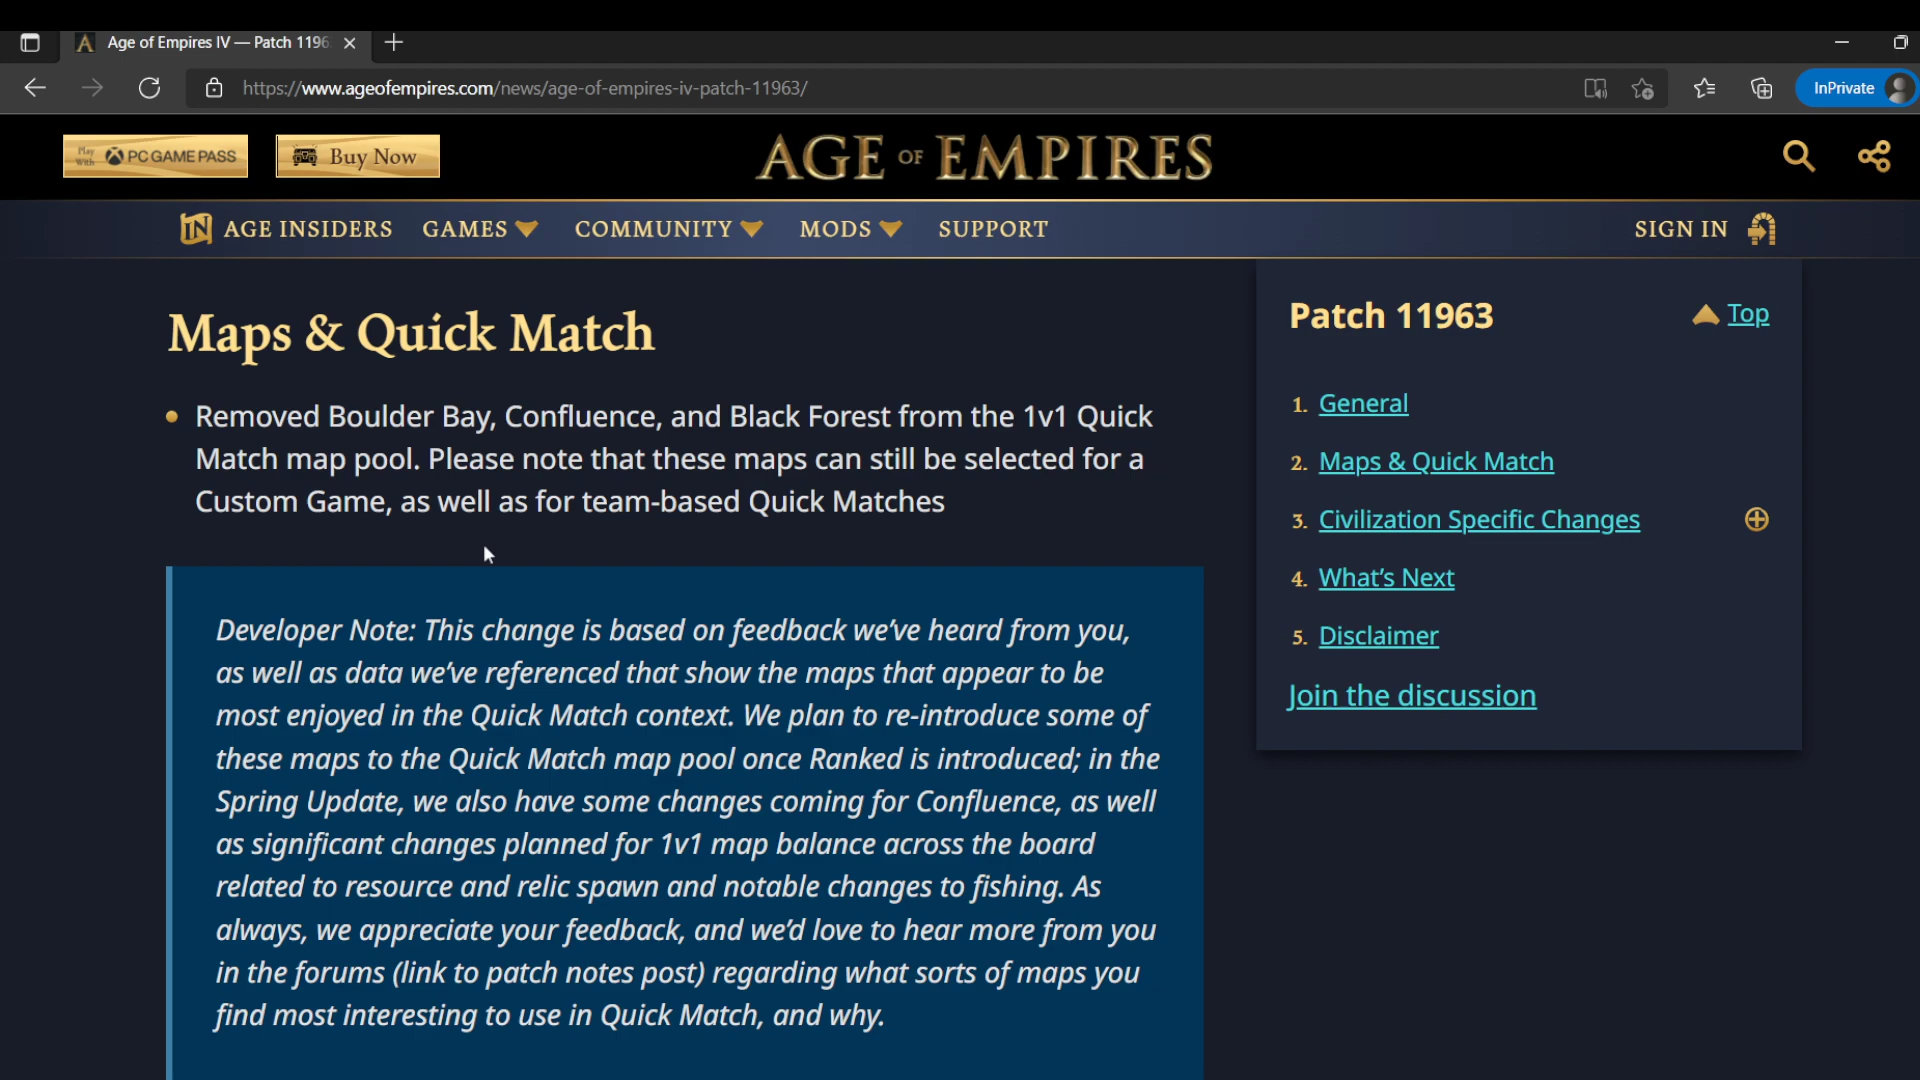 Age of Empires IV — Patch 1196
https://www.ageofempires.com/news/age-of-empires-iv-patch-11963/
InPrivate
Play With PC GAME PASS
Buy Now
AGE OF EMPIRES
IN AGE INSIDERS
GAMES
COMMUNITY
MODS
SUPPORT
SIGN IN
Maps & Quick Match
Removed Boulder Bay, Confluence, and Black Forest from the 1v1 Quick
Match map pool. Please note that these maps can still be selected for a
Custom Game, as well as for team-based Quick Matches
Developer Note: This change is based on feedback we've heard from you,
as well as data we've referenced that show the maps that appear to be
most enjoyed in the Quick Match context. We plan to re-introduce some of
these maps to the Quick Match map pool once Ranked is introduced; in the
Spring Update, we also have some changes coming for Confluence, as well
as significant changes planned for 1v1 map balance across the board
related to resource and relic spawn and notable changes to fishing. As
always, we appreciate your feedback, and we'd love to hear more from you
in the forums (link to patch notes post) regarding what sorts of maps you
find most interesting to use in Quick Match, and why.
Patch 11963
Top
1. General
2. Maps & Quick Match
3. Civilization Specific Changes
4. What's Next
5. Disclaimer
Join the discussion